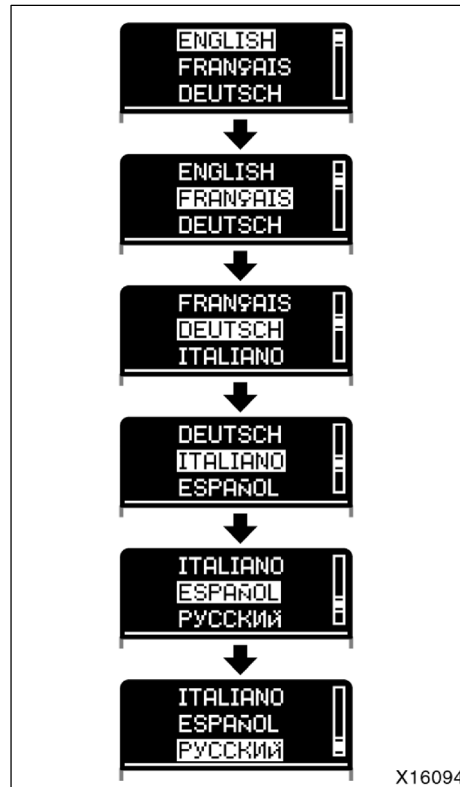 ENGLISH
FRANÇAIS
DEUTSCH
ENGLISH
FRANÇAIS
DEUTSCH
FRANÇAIS
DEUTSCH
ITALIANO
DEUTSCH
ITALIANO
ESPAÑOL
ITALIANO
ESPAÑOL
РУССКИЙ
ITALIANO
ESPAÑOL
РУССКИЙ
X16094